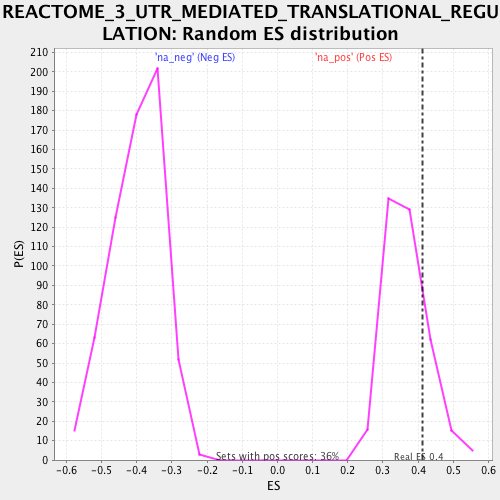 REACTOME_3_UTR_MEDIATED_TRANSLATIONAL_REGU
LATION: Random ES distribution
'na_neg' (Neg ES)
'na_pos' (Pos ES)
210
200
190
180
170
160
150
140
130
120
110
100
90
80
70
60
50
40
30
20
10
0
P(ES)
Sets with pos scores: 36%
Real ES 0.4
-0.6 -0.5 -0.4 -0.3 -0.2 -0.1 0.0 0.1 0.2 0.3 0.4 0.5 0.6
ES